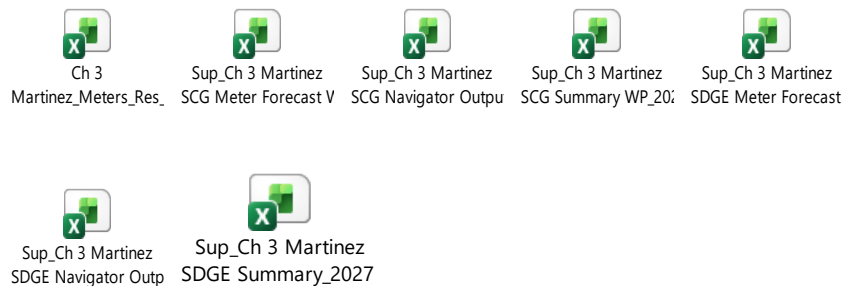 Ch 3
Martinez_Meters_Res_
Sup_Ch 3 Martinez
SCG Meter Forecast W
Sup_Ch 3 Martinez
SCG Navigator Outpu
Sup_Ch 3 Martinez
SCG Summary WP_202
Sup_Ch 3 Martinez
SDGE Meter Forecast
Sup_Ch 3 Martinez
SDGE Navigator Outp
Sup_Ch 3 Martinez
SDGE Summary_2027